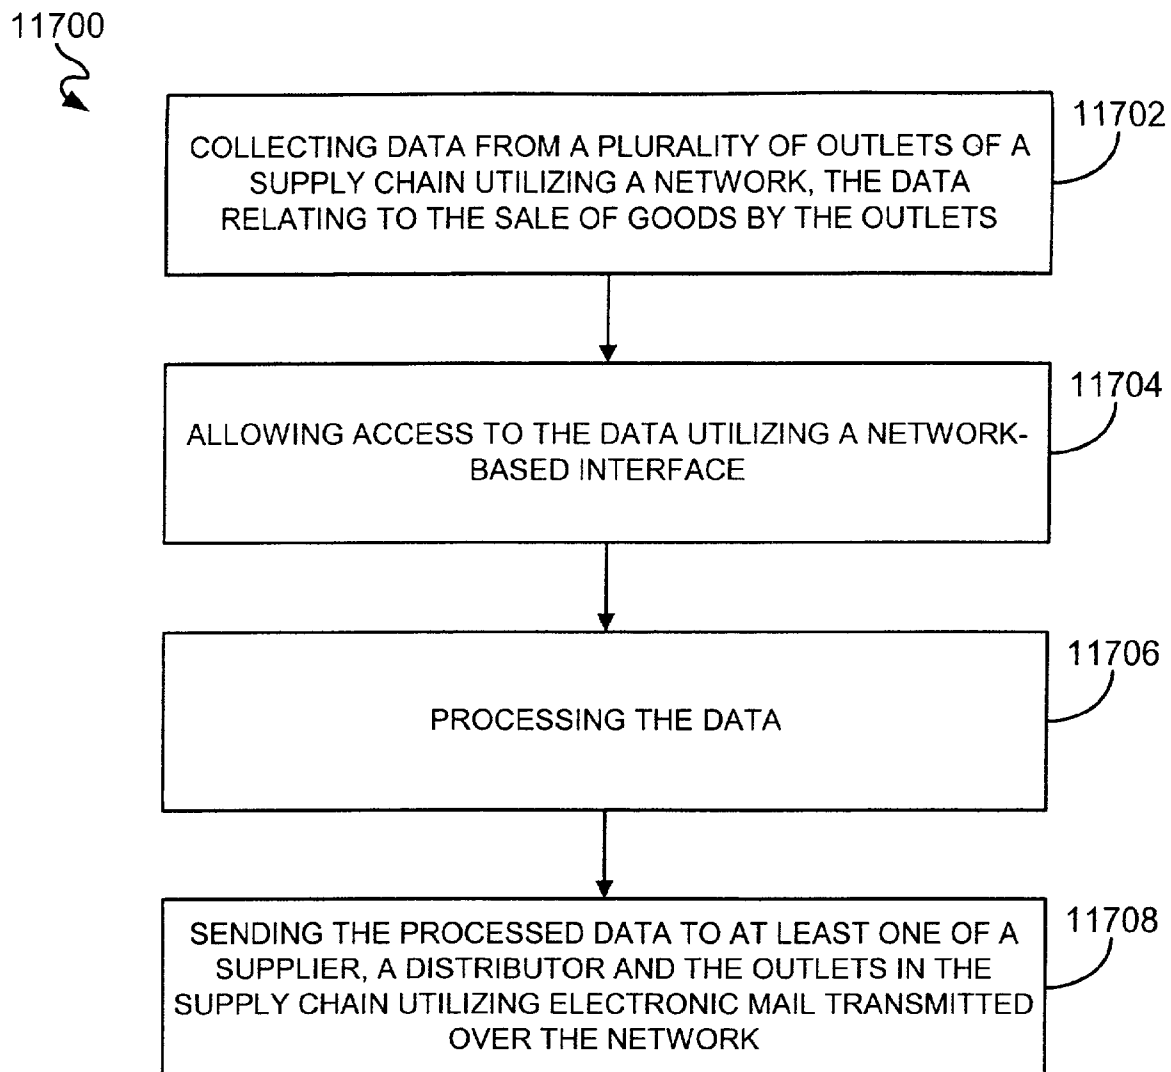 11700
11702
COLLECTING DATA FROM A PLURALITY OF OUTLETS OF A
SUPPLY CHAIN UTILIZING A NETWORK, THE DATA
RELATING TO THE SALE OF GOODS BY THE OUTLETS
11704
ALLOWING ACCESS TO THE DATA UTILIZING A NETWORK-
BASED INTERFACE
11706
PROCESSING THE DATA
11708
SENDING THE PROCESSED DATA TO AT LEAST ONE OF A
SUPPLIER, A DISTRIBUTOR AND THE OUTLETS IN THE
SUPPLY CHAIN UTILIZING ELECTRONIC MAIL TRANSMITTED
OVER THE NETWORK